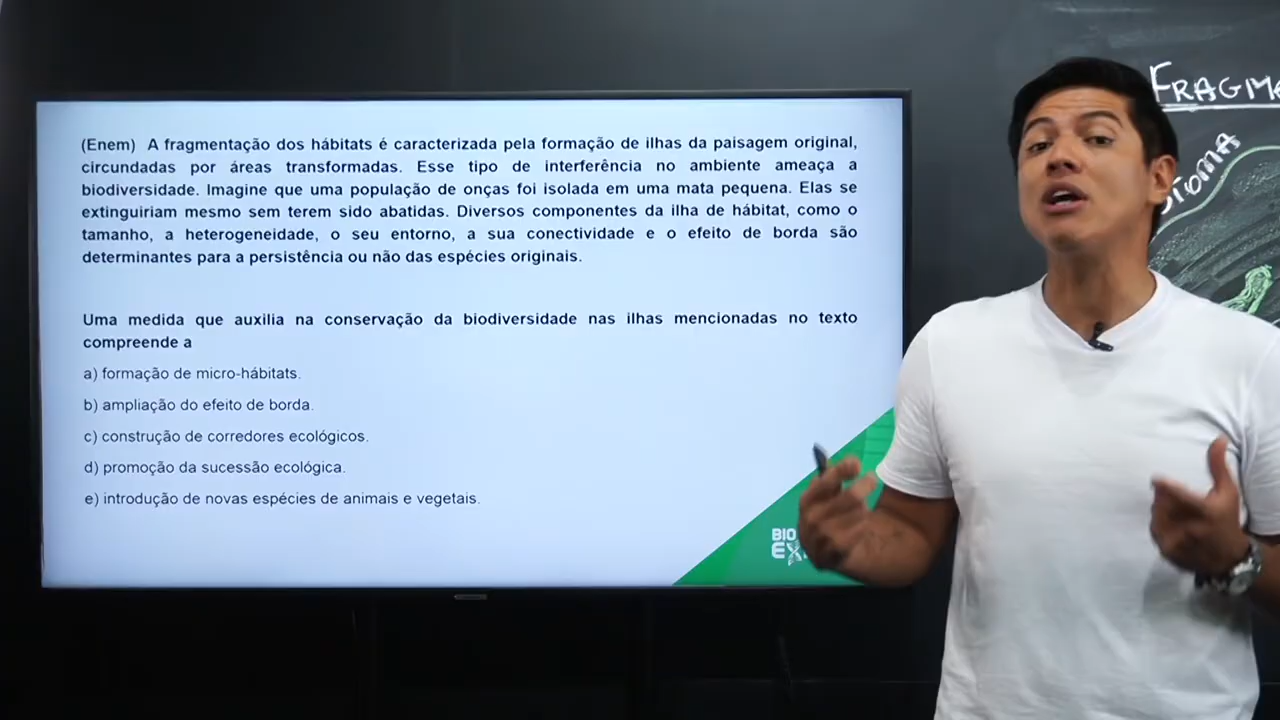 (Enem) A fragmentação dos hábitats é caracterizada pela formação de ilhas da paisagem original,
circundadas por áreas transformadas. Esse tipo de interferência no ambiente ameaça a
biodiversidade. Imagine que uma população de onças foi isolada em uma mata pequena. Elas se
extinguiriam mesmo sem terem sido abatidas. Diversos componentes da ilha de hábitat, como o
tamanho, a heterogeneidade, o seu entorno, a sua conectividade e o efeito de borda são
determinantes para a persistência ou não das espécies originais.
Uma medida que auxilia na conservação da biodiversidade nas ilhas mencionadas no texto
compreende a
a) formação de micro-hábitats.
b) ampliação do efeito de borda.
c) construção de corredores ecológicos.
d) promoção da sucessão ecológica.
e) introdução de novas espécies de animais e vegetais.
BIO
FRAGME